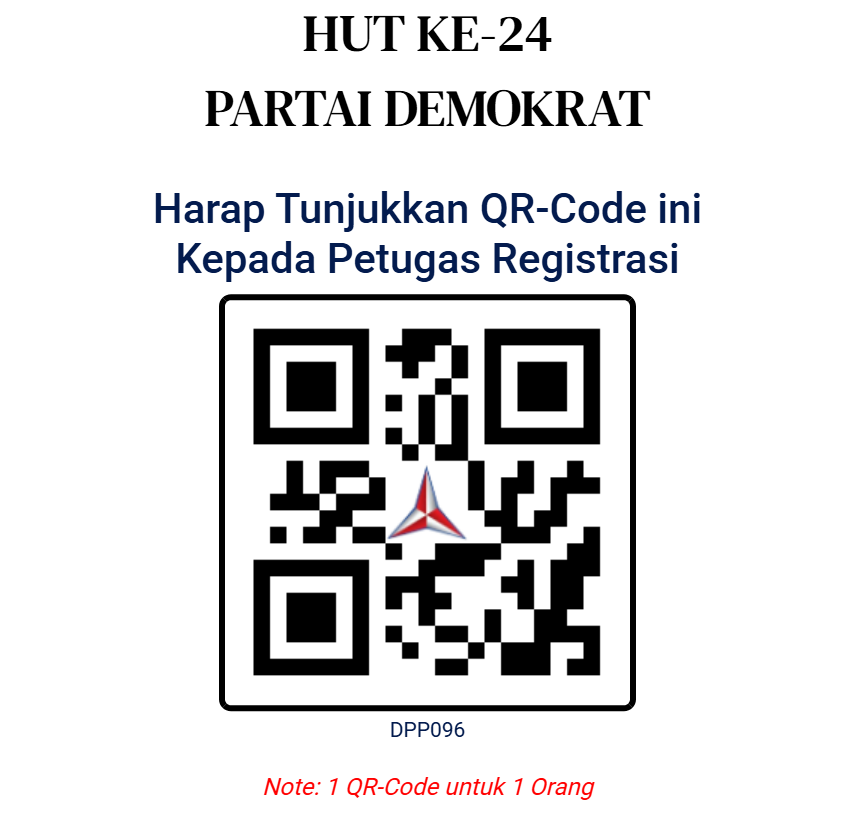 HUT KE-24
PARTAI DEMOKRAT
Harap Tunjukkan QR-Code ini
Kepada Petugas Registrasi
DPP096
Note: 1 QR-Code untuk 1 Orang